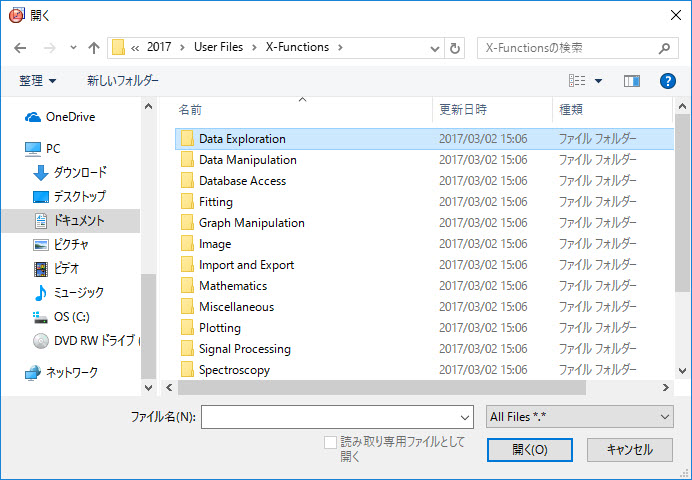 開く
« 2017 > User Files > X-Functions >
X-Functionsの検索
整理
新しいフォルダー
?
OneDrive
PC
ダウンロード
デスクトップ
ドキュメント
ピクチャ
ビデオ
ミュージック
OS (C:)
DVD RW ドライブ (
ネットワーク
名前 更新日時 種類
Data Exploration 2017/03/02 15:06 ファイル フォルダー
Data Manipulation 2017/03/02 15:06 ファイル フォルダー
Database Access 2017/03/02 15:06 ファイル フォルダー
Fitting 2017/03/02 15:06 ファイル フォルダー
Graph Manipulation 2017/03/02 15:06 ファイル フォルダー
Image 2017/03/02 15:06 ファイル フォルダー
Import and Export 2017/03/02 15:06 ファイル フォルダー
Mathematics 2017/03/02 15:06 ファイル フォルダー
Miscellaneous 2017/03/02 15:06 ファイル フォルダー
Plotting 2017/03/02 15:06 ファイル フォルダー
Signal Processing 2017/03/02 15:06 ファイル フォルダー
Spectroscopy 2017/03/02 15:06 ファイル フォルダー
ファイル名(N):
All Files *.*
読み取り専用ファイルとして
開く
開く(O)
キャンセル